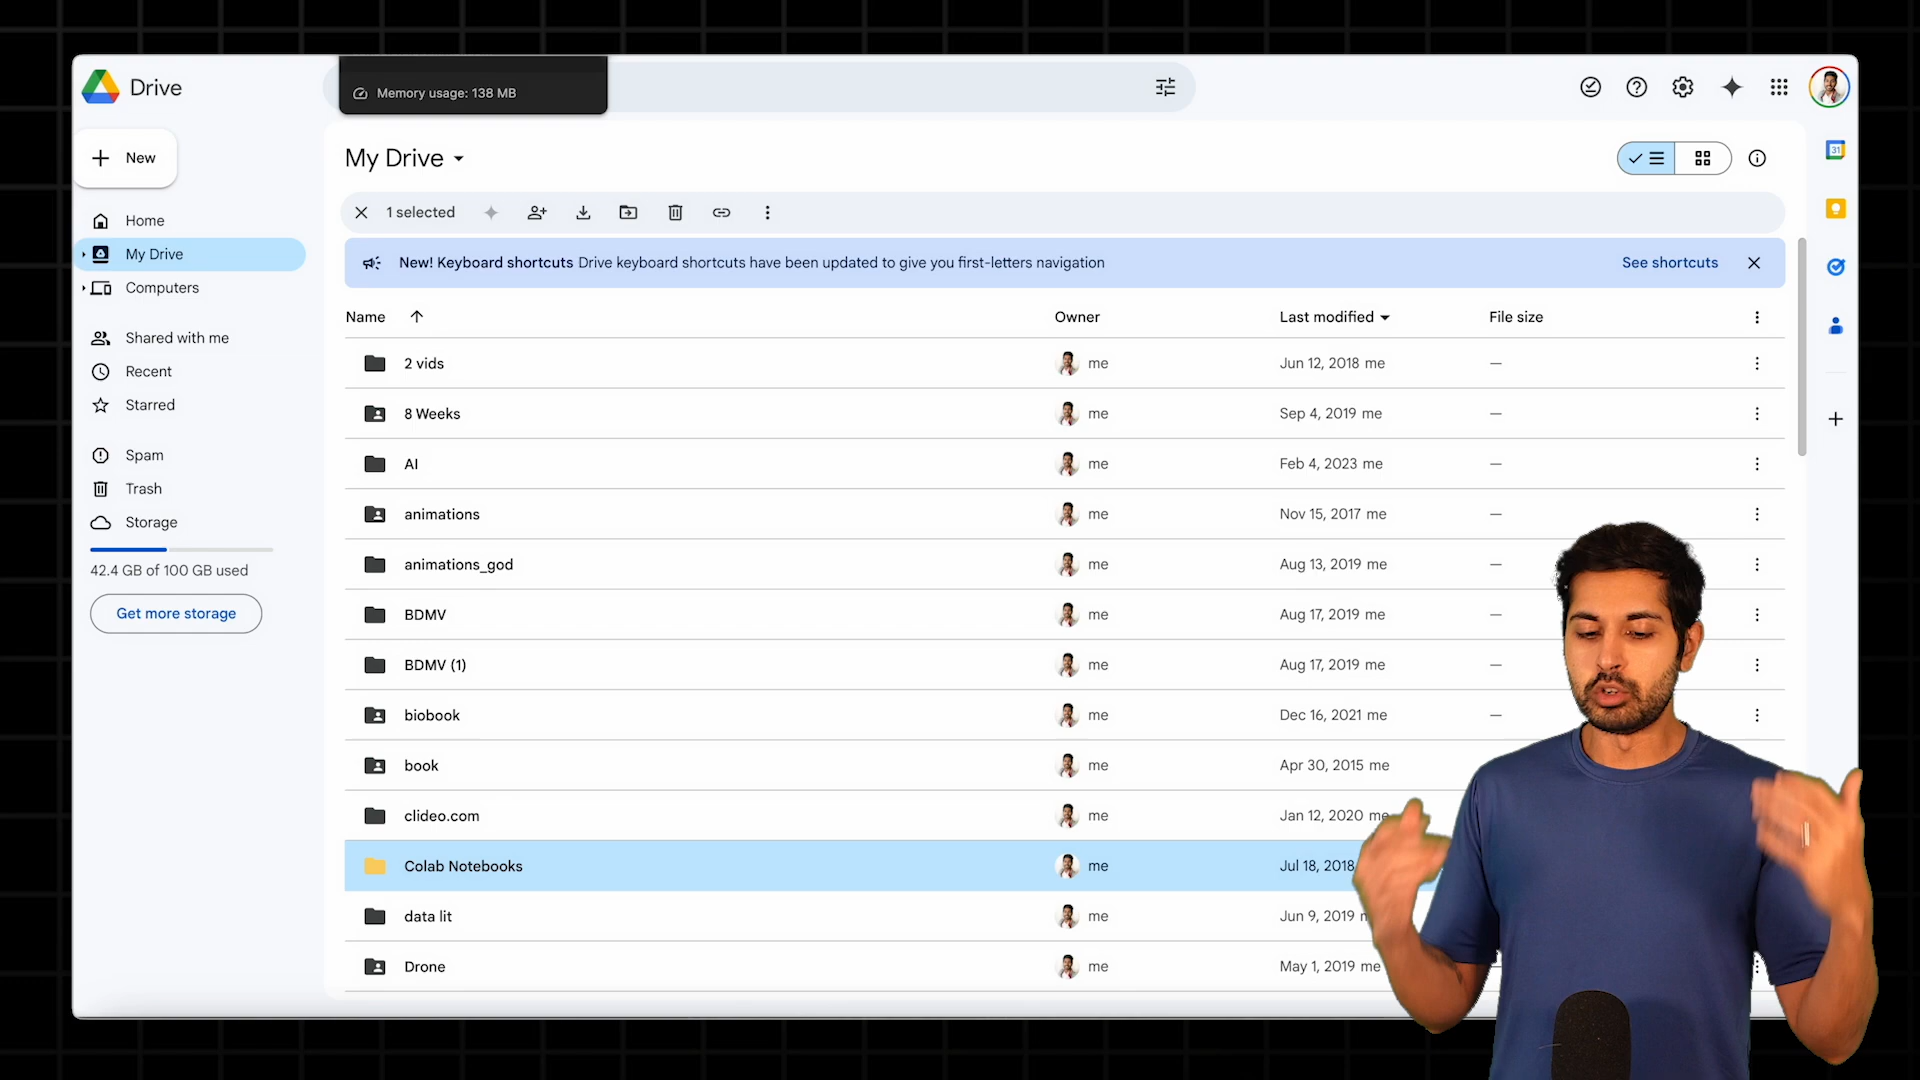 Drive
Memory usage: 138 MB
New
My Drive
1 selected
Home
My Drive
Computers
Shared with me
Recent
Starred
Spam
Trash
Storage
42.4 GB of 100 GB used
Get more storage
New! Keyboard shortcuts Drive keyboard shortcuts have been updated to give you first-letters navigation
See shortcuts
Name Owner Last modified File size
2 vids me Jun 12, 2018 me —
8 Weeks me Sep 4, 2019 me —
AI me Feb 4, 2023 me —
animations me Nov 15, 2017 me —
animations_god me Aug 13, 2019 me —
BDMV me Aug 17, 2019 me —
BDMV (1) me Aug 17, 2019 me —
biobook me Dec 16, 2021 me —
book me Apr 30, 2015 me
clideo.com me Jan 12, 2020 me
Colab Notebooks me Jul 18, 2018
data lit me Jun 9, 2019
Drone me May 1, 2019 me
31